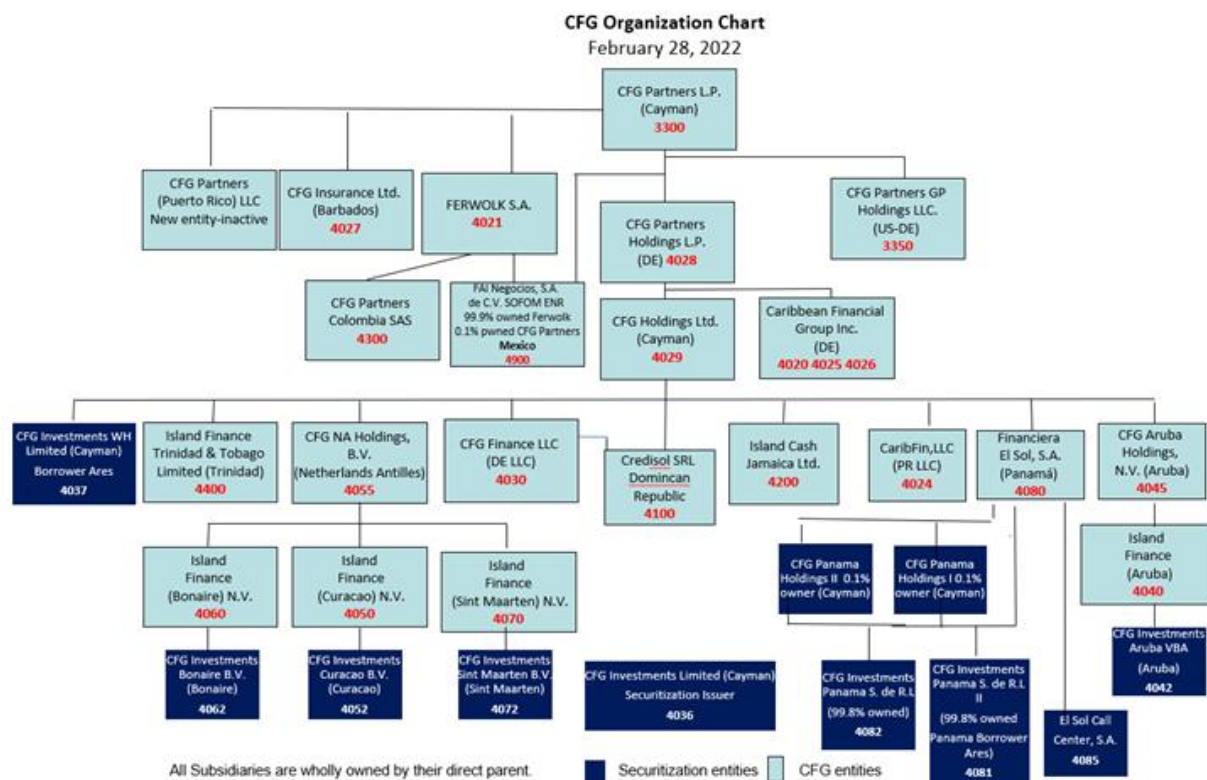 CFG Organization Chart
February 28, 2022
CFG Partners L.P.
(Cayman)
3300
CFG Partners
(Puerto Rico) LLC
New entity-inactive
CFG Insurance Ltd.
(Barbados)
4027
FERWOLK S.A.
4021
CFG Partners
Holdings L.P.
(DE) 4028
CFG Partners GP
Holdings LLC.
(US-DE)
3350
CFG Partners
Colombia SAS
4300
FAI Negocios, S.A.
de C.V. SOFOM ENR
99.9% owned Ferwolk
0.1% pwned CFG Partners
Mexico
4900
CFG Holdings Ltd.
(Cayman)
4029
Caribbean Financial
Group Inc.
(DE)
4020 4025 4026
CFG Investments WH
Limited (Cayman)
Borrower Ares
4037
Island Finance
Trinidad & Tobago
Limited (Trinidad)
4400
CFG NA Holdings,
B.V.
(Netherlands Antilles)
4055
CFG Finance LLC
(DE LLC)
4030
Credisol SRL
Domincan
Republic
4100
Island Cash
Jamaica Ltd.
4200
CaribFin,LLC
(PR LLC)
4024
Financiera
El Sol, S.A.
(Panamá)
4080
CFG Aruba
Holdings,
N.V. (Aruba)
4045
Island
Finance
(Bonaire) N.V.
4060
Island
Finance
(Curacao) N.V.
4050
Island
Finance
(Sint Maarten) N.V.
4070
CFG Panama
Holdings II 0.1%
owner (Cayman)
CFG Panama
Holdings I 0.1%
owner (Cayman)
Island
Finance
(Aruba)
4040
CFG Investments
Bonaire B.V.
(Bonaire)
4062
CFG Investments
Curacao B.V.
(Curacao)
4052
CFG Investments
Sint Maarten B.V.
(Sint Maarten)
4072
CFG Investments Limited (Cayman)
Securitization Issuer
4036
CFG Investments
Panama S. de R.L
(99.8% owned)
4082
CFG Investments
Panama S. de R.L II
(99.8% owned
Panama Borrower
Ares)
4081
El Sol Call
Center, S.A.
4085
CFG Investments
Aruba VBA
(Aruba)
4042
All Subsidiaries are wholly owned by their direct parent.
Securitization entities
CFG entities